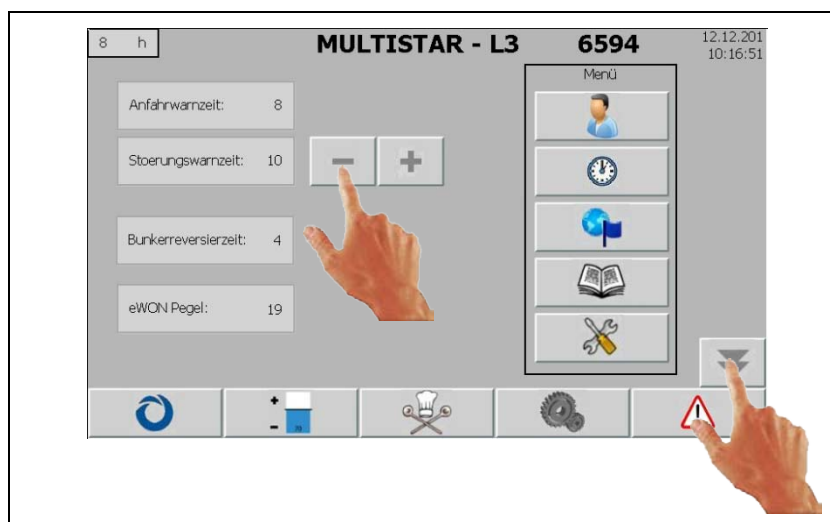 8 h
MULTISTAR - L3 6594
12.12.201
10:16:51
Menü
Anfahrwarnzeit: 8
Stoerungswarnzeit: 10
Bunkerreversierzeit: 4
eWON Pegel: 19